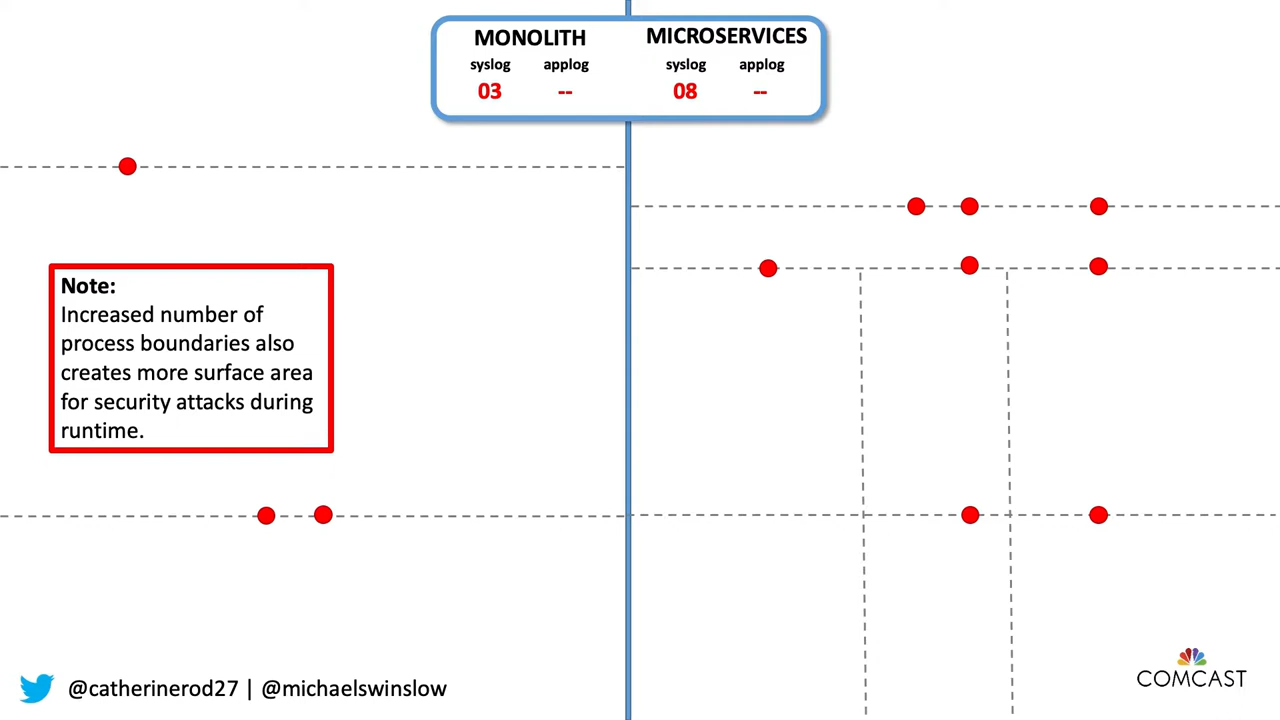 MONOLITH
MICROSERVICES
syslog applog
syslog applog
03 --
08 --
Note:
Increased number of
process boundaries also
creates more surface area
for security attacks during
runtime.
@catherinerod27 | @michaelswinslow
COMCAST